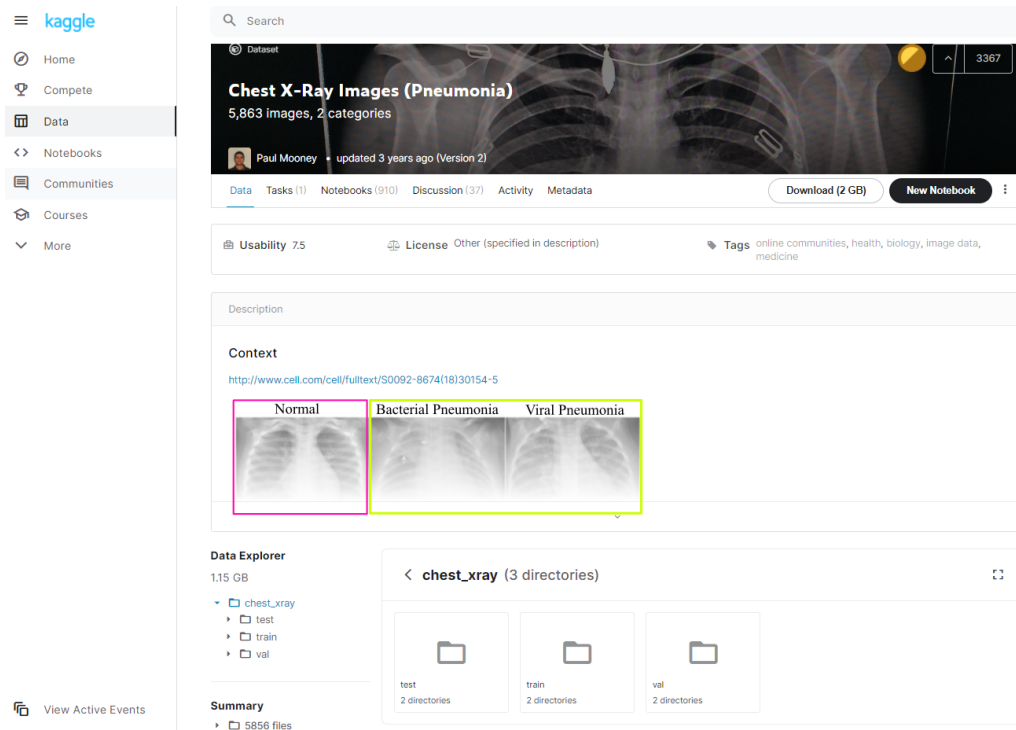 kaggle
Search
Home
Compete
Data
Notebooks
Communities
Courses
More
View Active Events
Dataset
3367
Chest X-Ray Images (Pneumonia)
5,863 images, 2 categories
Paul Mooney • updated 3 years ago (Version 2)
Data Tasks (1) Notebooks (910) Discussion (37) Activity Metadata Download (2 GB) New Notebook
Usability 7.5 License Other (specified in description) Tags online communities, health, biology, image data,
medicine
Description
Context
http://www.cell.com/cell/fulltext/S0092-8674(18)30154-5
Normal Bacterial Pneumonia Viral Pneumonia
Data Explorer
1.15 GB
chest_xray
test
train
val
Summary
5856 files
chest_xray (3 directories)
test train val
2 directories 2 directories 2 directories